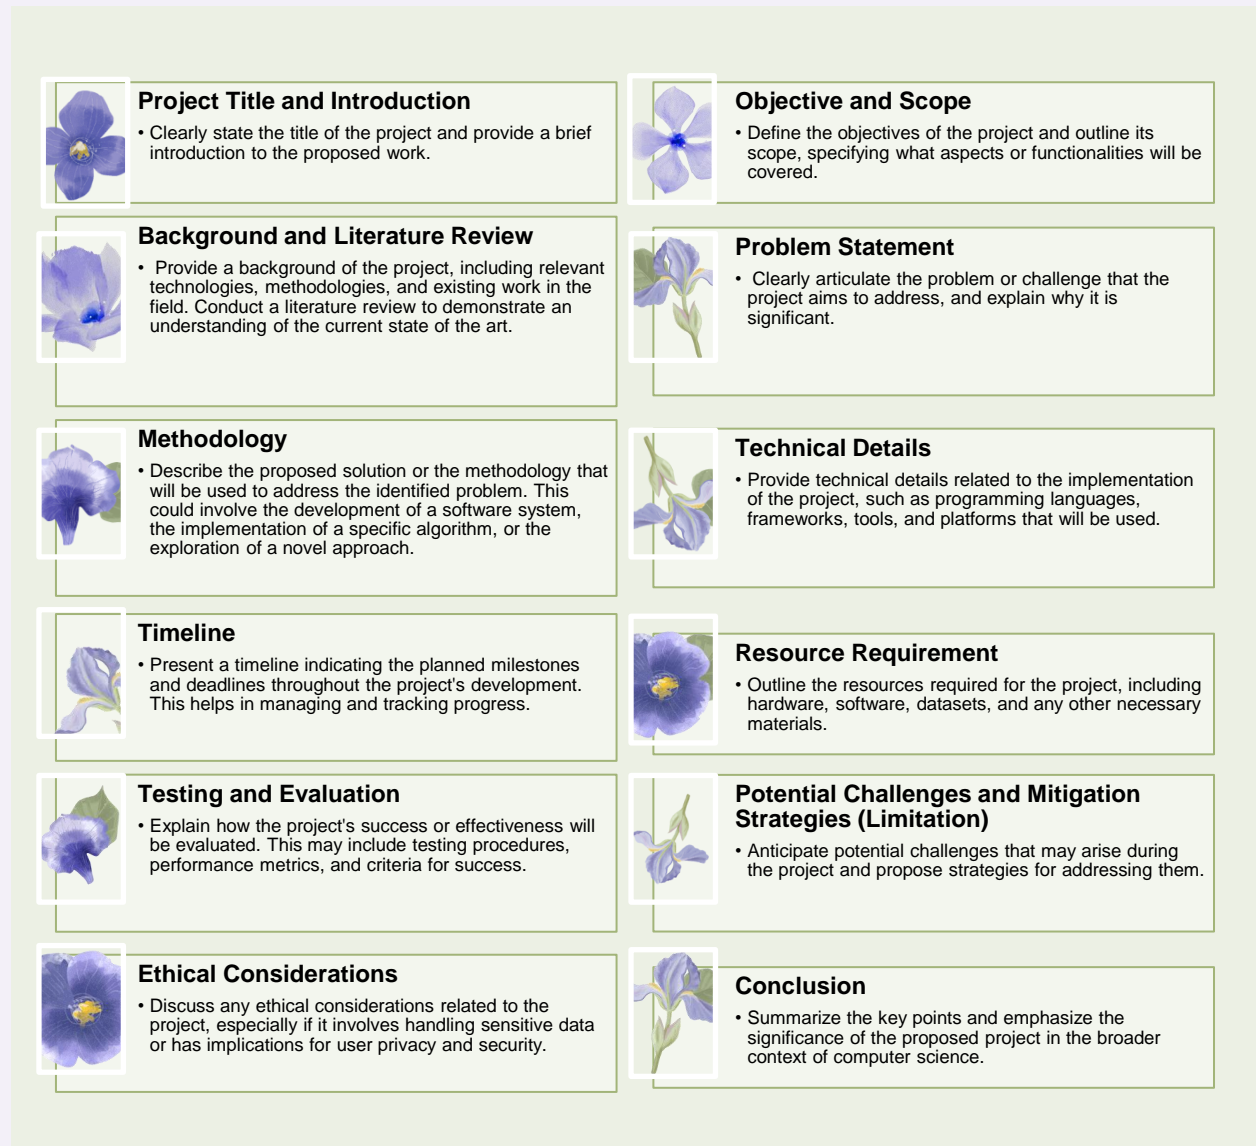 Project Title and Introduction
• Clearly state the title of the project and provide a brief
introduction to the proposed work.
Objective and Scope
• Define the objectives of the project and outline its
scope, specifying what aspects or functionalities will be
covered.
Background and Literature Review
• Provide a background of the project, including relevant
technologies, methodologies, and existing work in the
field. Conduct a literature review to demonstrate an
understanding of the current state of the art.
Problem Statement
• Clearly articulate the problem or challenge that the
project aims to address, and explain why it is
significant.
Methodology
• Describe the proposed solution or the methodology that
will be used to address the identified problem. This
could involve the development of a software system,
the implementation of a specific algorithm, or the
exploration of a novel approach.
Technical Details
• Provide technical details related to the implementation
of the project, such as programming languages,
frameworks, tools, and platforms that will be used.
Timeline
• Present a timeline indicating the planned milestones
and deadlines throughout the project's development.
This helps in managing and tracking progress.
Resource Requirement
• Outline the resources required for the project, including
hardware, software, datasets, and any other necessary
materials.
Testing and Evaluation
• Explain how the project's success or effectiveness will
be evaluated. This may include testing procedures,
performance metrics, and criteria for success.
Potential Challenges and Mitigation
Strategies (Limitation)
• Anticipate potential challenges that may arise during
the project and propose strategies for addressing them.
Ethical Considerations
• Discuss any ethical considerations related to the
project, especially if it involves handling sensitive data
or has implications for user privacy and security.
Conclusion
• Summarize the key points and emphasize the
significance of the proposed project in the broader
context of computer science.